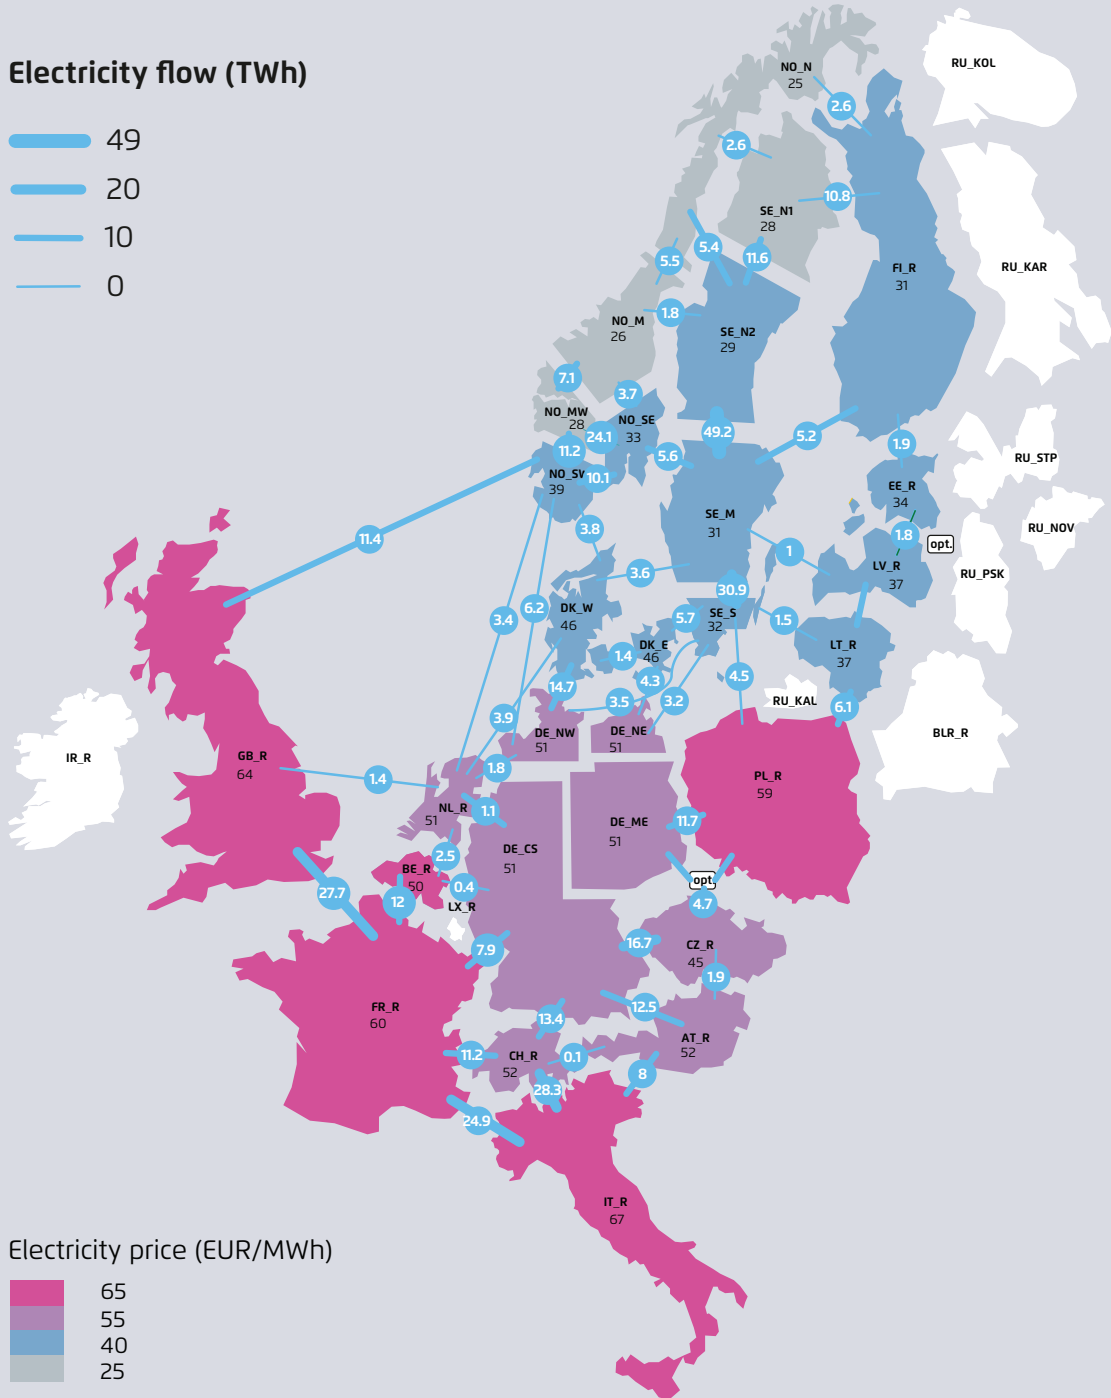 Electricity flow (TWh)
49
20
10
0
NO_N
25
RU_KOL
2.6
2.6
10.8
SE_N1
28
5.4
11.6
5.5
FI_R
31
RU_KAR
1.8
NO_M
26
SE_N2
29
7.1
3.7
NO_MW
28
NO_SE
33
24.1
11.2
49.2
5.2
1.9
5.6
RU_STP
NO_SW
39
10.1
EE_R
34
SE_M
31
RU_NOV
11.4
3.8
1.8
opt.
1
LV_R
37
RU_PSK
3.6
30.9
DK_W
46
6.2
3.4
5.7
SE_S
32
1.5
DK_E
46
1.4
LT_R
37
4.3
4.5
14.7
3.5
3.2
RU_KAL
6.1
3.9
DE_NW
51
DE_NE
51
BLR_R
IR_R
GB_R
64
1.8
1.4
PL_R
59
NL_R
51
1.1
DE_ME
51
11.7
DE_CS
51
2.5
BE_R
50
0.4
opt.
27.7
12
LX_R
4.7
7.9
16.7
CZ_R
45
1.9
FR_R
60
12.5
13.4
AT_R
52
11.2
CH_R
52
0.1
8
28.3
24.9
IT_R
67
Electricity price (EUR/MWh)
65
55
40
25